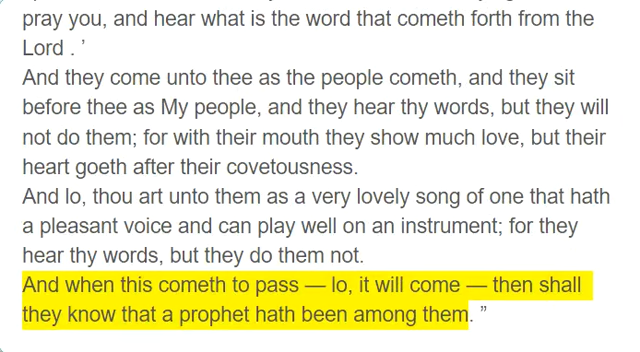 pray you, and hear what is the word that cometh forth from the
Lord . ’
And they come unto thee as the people cometh, and they sit
before thee as My people, and they hear thy words, but they will
not do them; for with their mouth they show much love, but their
heart goeth after their covetousness.
And lo, thou art unto them as a very lovely song of one that hath
a pleasant voice and can play well on an instrument; for they
hear thy words, but they do them not.
And when this cometh to pass — lo, it will come — then shall
they know that a prophet hath been among them. ”